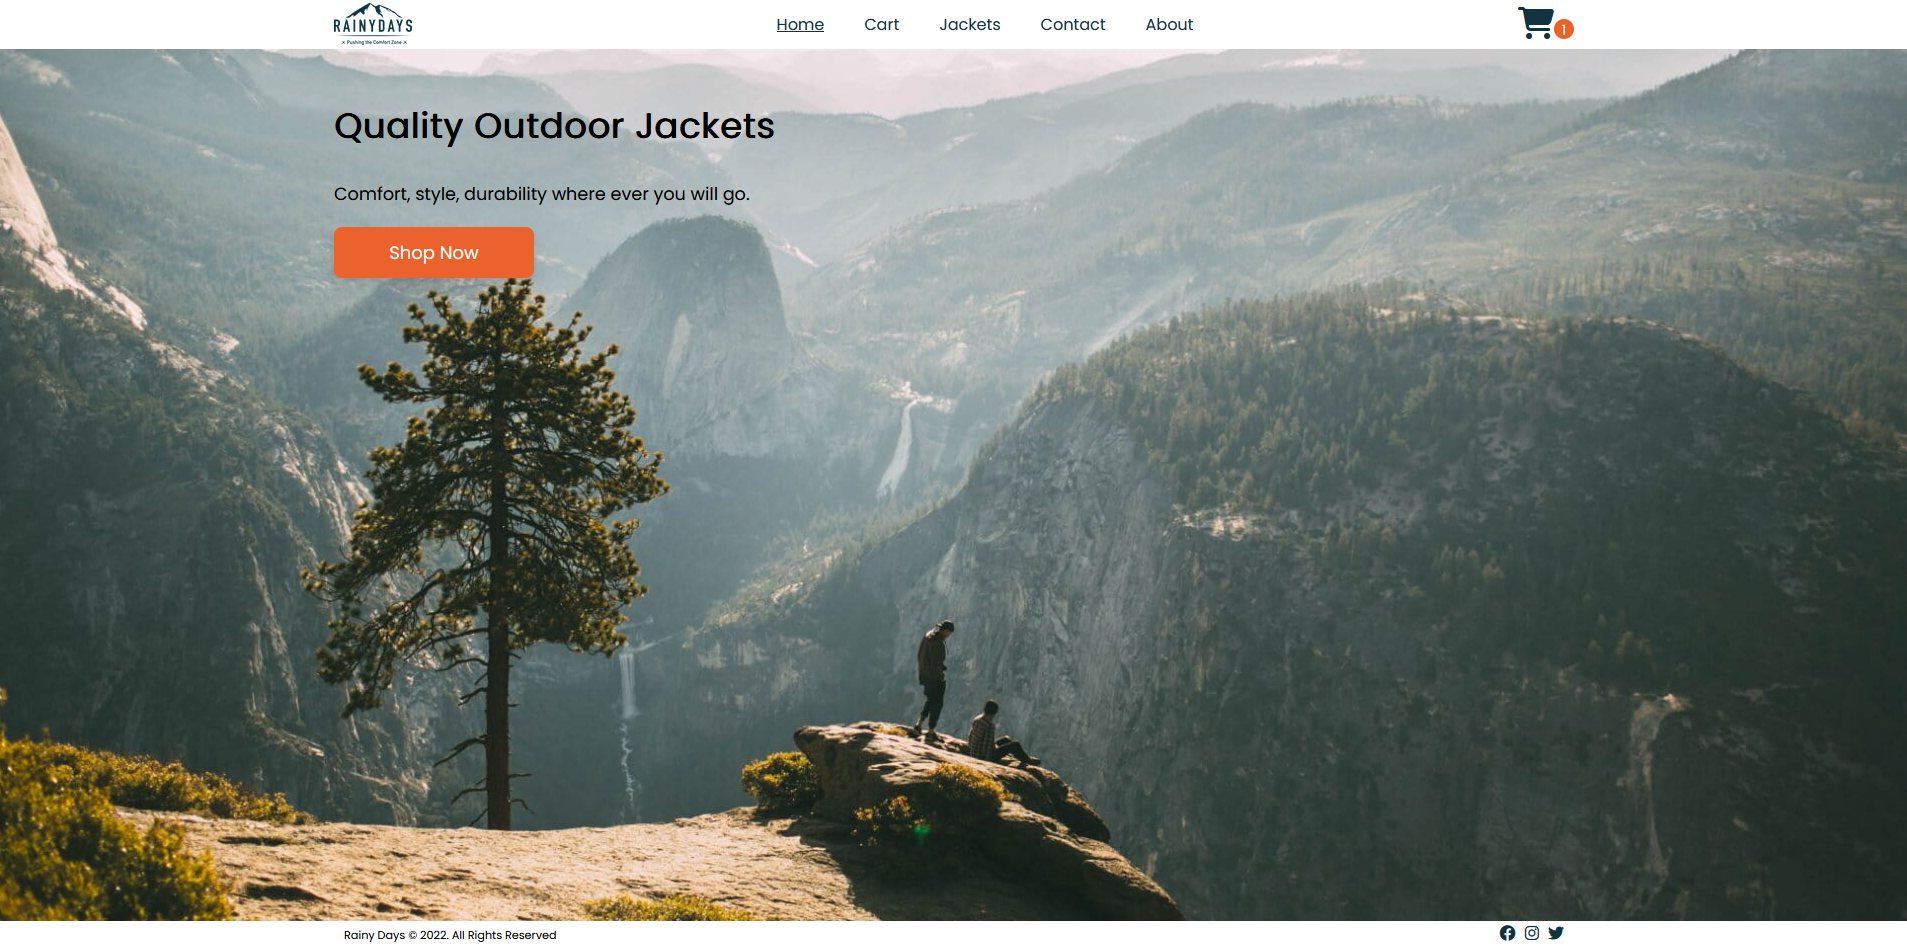 RAINYDAYS
× Pushing the Comfort Zone ×
Home Cart Jackets Contact About
1
Quality Outdoor Jackets
Comfort, style, durability where ever you will go.
Shop Now
Rainy Days © 2022. All Rights Reserved